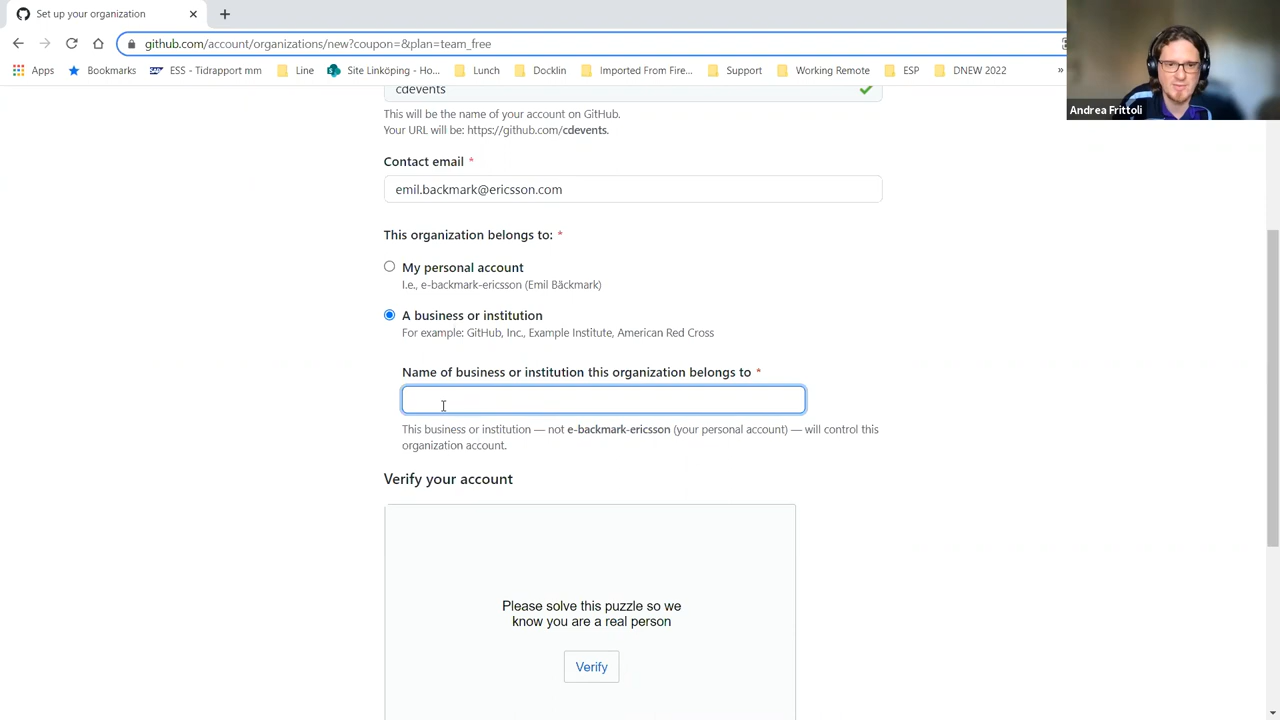 Set up your organization
github.com/account/organizations/new?coupon=&plan=team_free
Apps
Bookmarks
ESS - Tidrapport mm
Line
Site Linköping - Ho...
Lunch
Docklin
Imported From Fire...
Support
Working Remote
ESP
DNEW 2022
»
Andrea Frittoli
cdevents
This will be the name of your account on GitHub.
Your URL will be: https://github.com/cdevents.
Contact email *
emil.backmark@ericsson.com
This organization belongs to: *
My personal account
I.e., e-backmark-ericsson (Emil Bäckmark)
A business or institution
For example: GitHub, Inc., Example Institute, American Red Cross
Name of business or institution this organization belongs to *
This business or institution — not e-backmark-ericsson (your personal account) — will control this
organization account.
Verify your account
Please solve this puzzle so we
know you are a real person
Verify